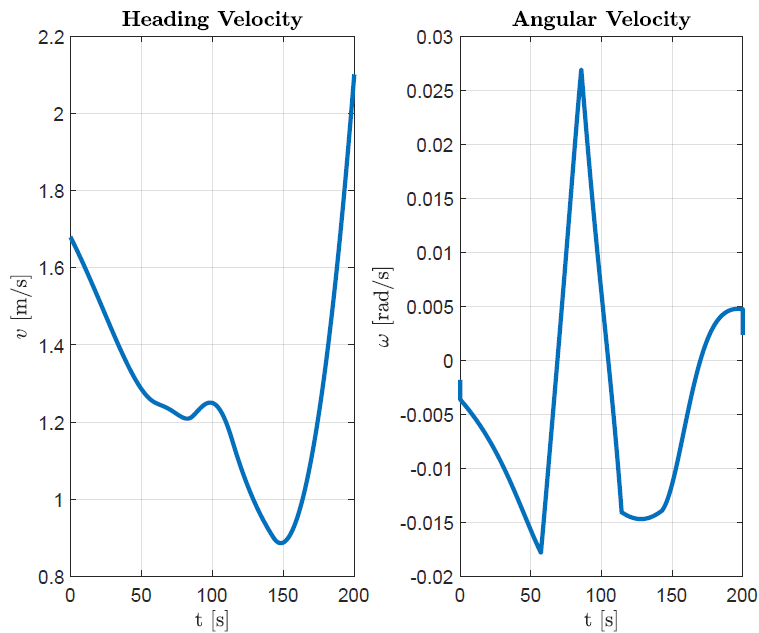 Heading Velocity
2.2
2
1.8
1.6
1.4
1.2
1
0.8
v [m/s]
0 50 100 150 200
t [s]
Angular Velocity
0.03
0.025
0.02
0.015
0.01
0.005
0
-0.005
-0.01
-0.015
-0.02
ω [rad/s]
0 50 100 150 200
t [s]